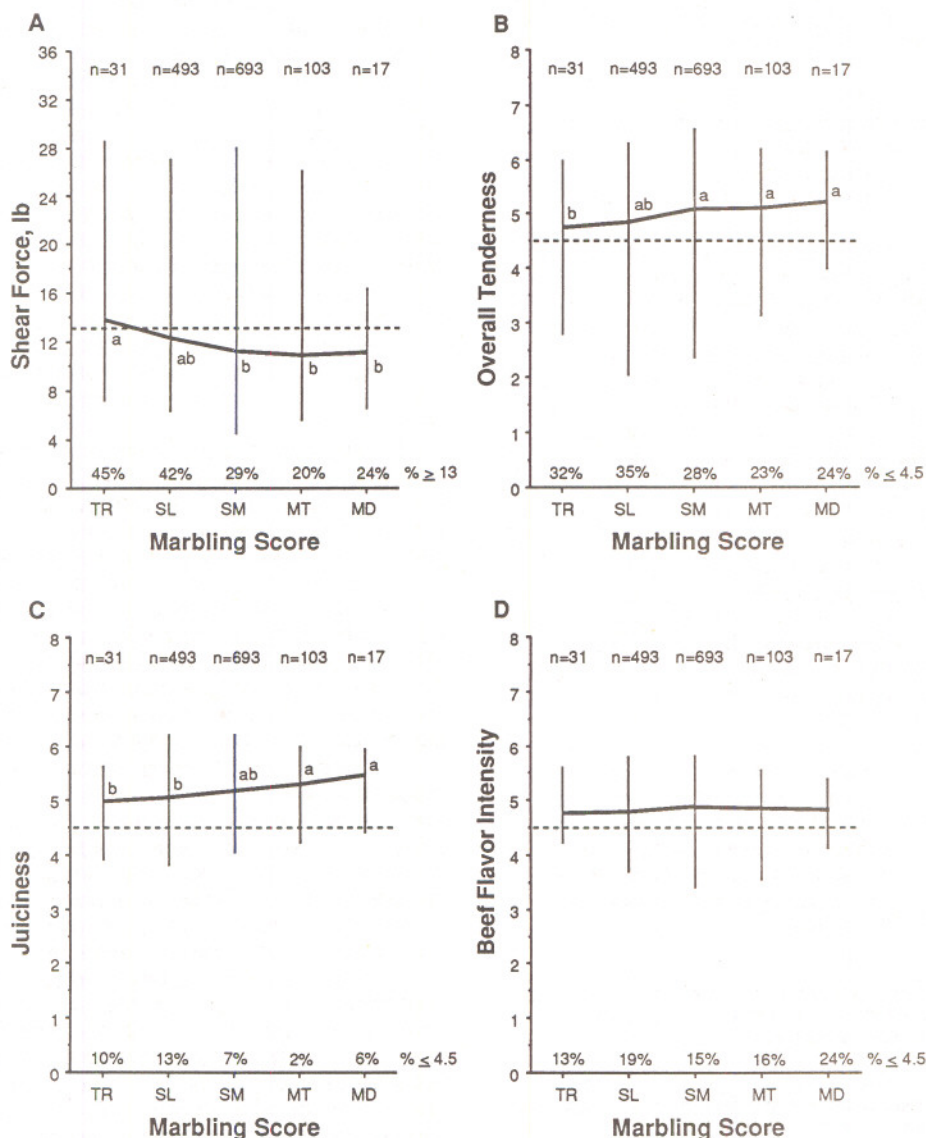 A
36
32
28
24
20
16
12
8
4
0
Shear Force, lb
n=31 n=493 n=693 n=103 n=17
a ab b b b
45% 42% 29% 20% 24% % ≥ 13
TR SL SM MT MD
Marbling Score
B
8
7
6
5
4
3
2
1
0
Overall Tenderness
n=31 n=493 n=693 n=103 n=17
b ab a a a
32% 35% 28% 23% 24% % ≤ 4.5
TR SL SM MT MD
Marbling Score
C
8
7
6
5
4
3
2
1
0
Juiciness
n=31 n=493 n=693 n=103 n=17
b b ab a a
10% 13% 7% 2% 6% % ≤ 4.5
TR SL SM MT MD
Marbling Score
D
8
7
6
5
4
3
2
1
0
Beef Flavor Intensity
n=31 n=493 n=693 n=103 n=17
13% 19% 15% 16% 24% % ≤ 4.5
TR SL SM MT MD
Marbling Score